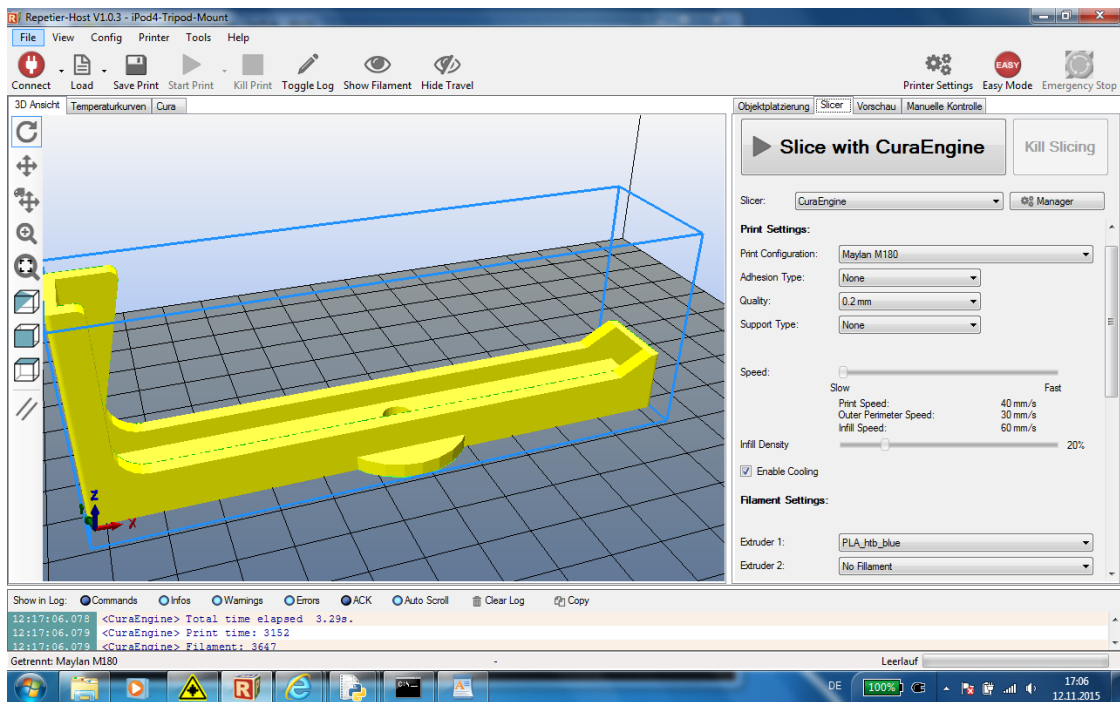 Repetier-Host V1.0.3 - iPod4-Tripod-Mount
File View Config Printer Tools Help
Connect Load Save Print Start Print Kill Print Toggle Log Show Filament Hide Travel Printer Settings Easy Mode Emergency Stop
EASY
3D Ansicht Temperaturkurven Cura
Objektplatzierung Slicer Vorschau Manuelle Kontrolle
Slice with CuraEngine Kill Slicing
Slicer: CuraEngine Manager
Print Settings:
Print Configuration: Maylan M180
Adhesion Type: None
Quality: 0.2 mm
Support Type: None
Speed:
Slow Fast
Print Speed: 40 mm/s
Outer Perimeter Speed: 30 mm/s
Infill Speed: 60 mm/s
Infill Density 20%
Enable Cooling
Filament Settings:
Extruder 1: PLA_htb_blue
Extruder 2: No Fillament
Z
X
Show in Log: Commands Infos Warnings Errors ACK Auto Scroll Clear Log Copy
12:17:06.078 <CuraEngine> Total time elapsed 3.29s.
12:17:06.079 <CuraEngine> Print time: 3152
12:17:06.079 <CuraEngine> Filament: 3647
Getrennt: Maylan M180 - Leerlauf
DE 100% 17:06
12.11.2015